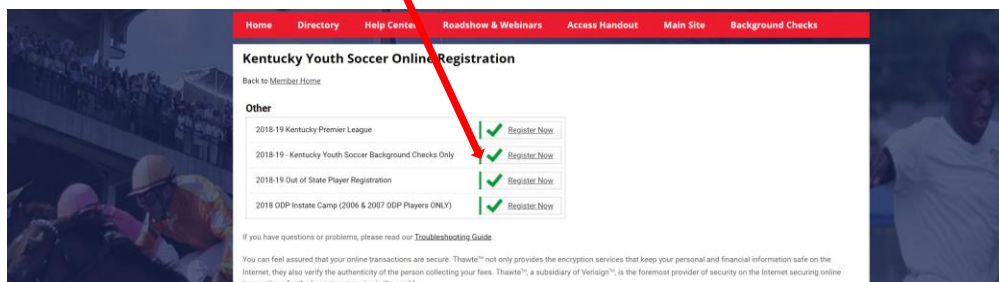 Home Directory Help Center Roadshow & Webinars Access Handout Main Site Background Checks
Kentucky Youth Soccer Online Registration
Back to Member Home
Other
2018-19 Kentucky Premier League Register Now
2018-19 - Kentucky Youth Soccer Background Checks Only Register Now
2018-19 Out of State Player Registration Register Now
2018 ODP Instate Camp (2006 & 2007 ODP Players ONLY) Register Now
If you have questions or problems, please read our Troubleshooting Guide.
You can feel assured that your online transactions are secure. Thawte™ not only provides the encryption services that keep your personal and financial information safe on the
Internet, they also verify the authenticity of the person collecting your fees. Thawte™, a subsidiary of Verisign™, is the foremost provider of security on the Internet securing online